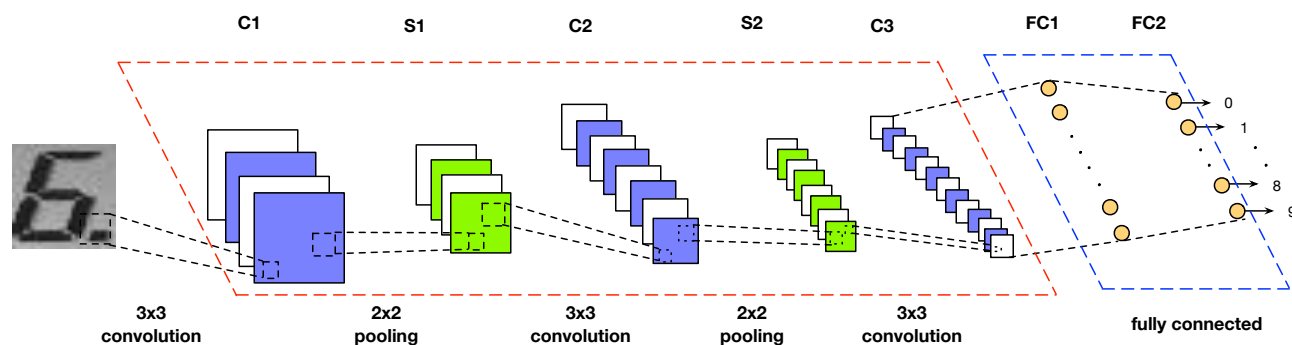 C1 S1 C2 S2 C3 FC1 FC2
0
1
8
9
6.
3x3 convolution
2x2 pooling
3x3 convolution
2x2 pooling
3x3 convolution
fully connected